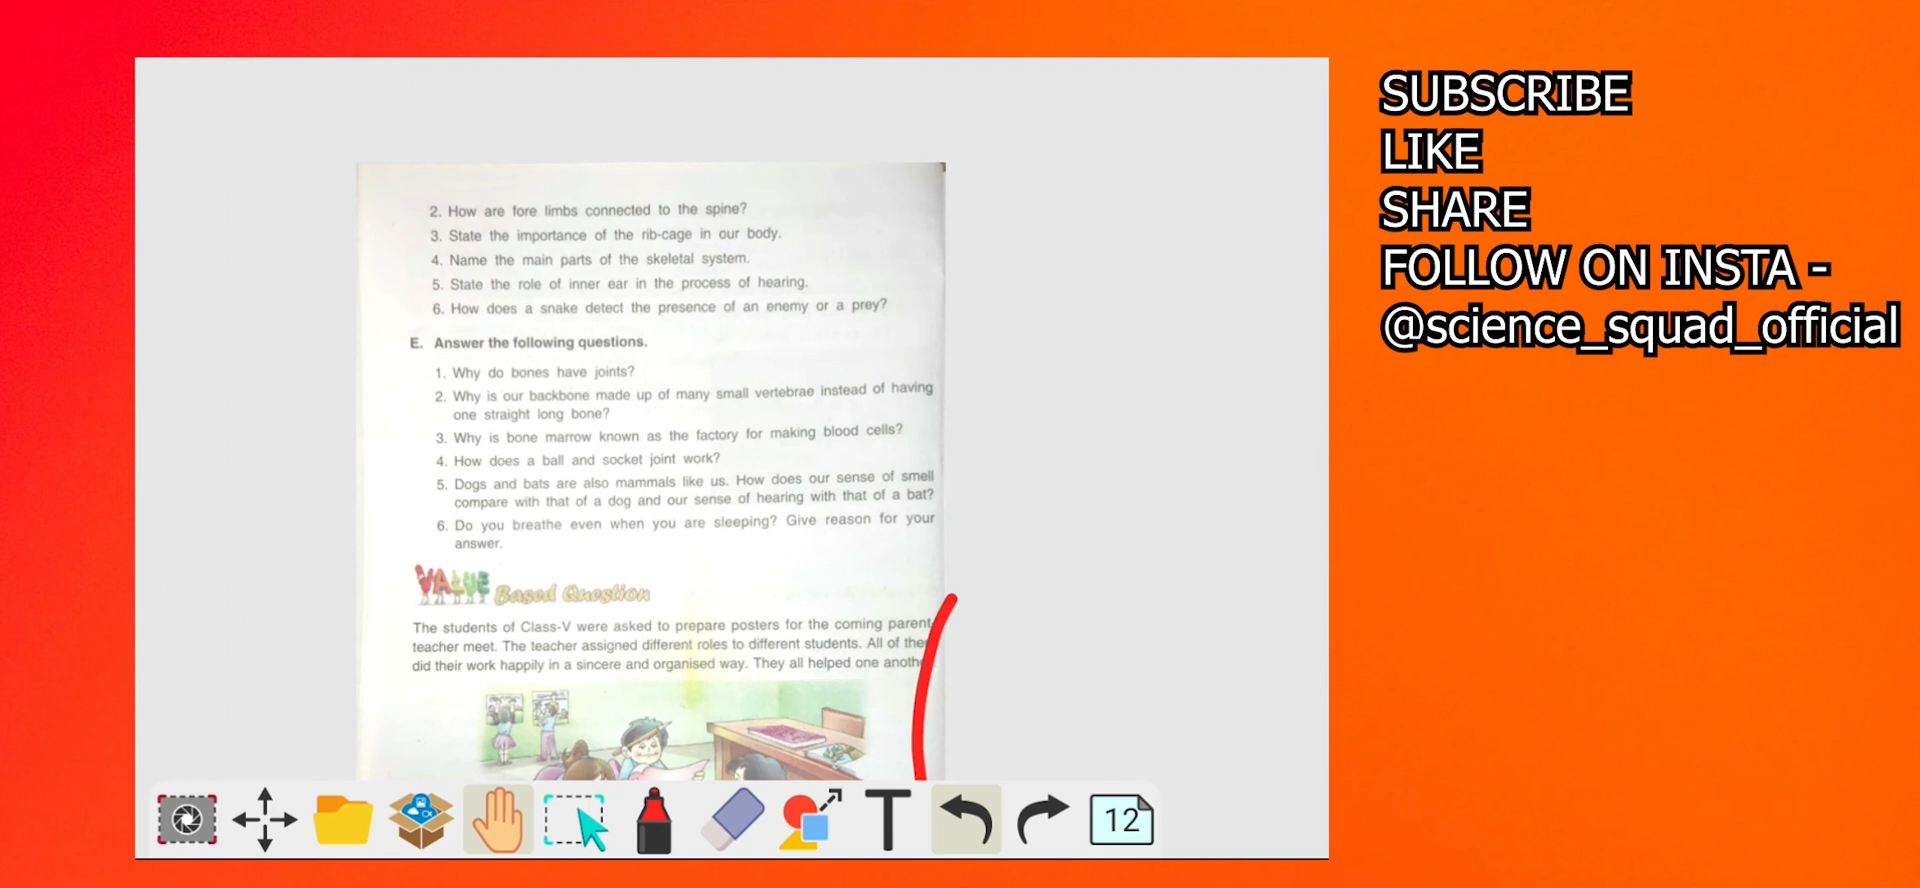 2. How are fore limbs connected to the spine?
3. State the importance of the rib-cage in our body.
4. Name the main parts of the skeletal system.
5. State the role of inner ear in the process of hearing.
6. How does a snake detect the presence of an enemy or a prey?
E. Answer the following questions.
1. Why do bones have joints?
2. Why is our backbone made up of many small vertebrae instead of having
one straight long bone?
3. Why is bone marrow known as the factory for making blood cells?
4. How does a ball and socket joint work?
5. Dogs and bats are also mammals like us. How does our sense of smell
compare with that of a dog and our sense of hearing with that of a bat?
6. Do you breathe even when you are sleeping? Give reason for your
answer.
VALUE Based Question
The students of Class-V were asked to prepare posters for the coming parent
teacher meet. The teacher assigned different roles to different students. All of
did their work happily in a sincere and organised way. They all helped one
T
12
SUBSCRIBE
LIKE
SHARE
FOLLOW ON INSTA -
@science_squad_official